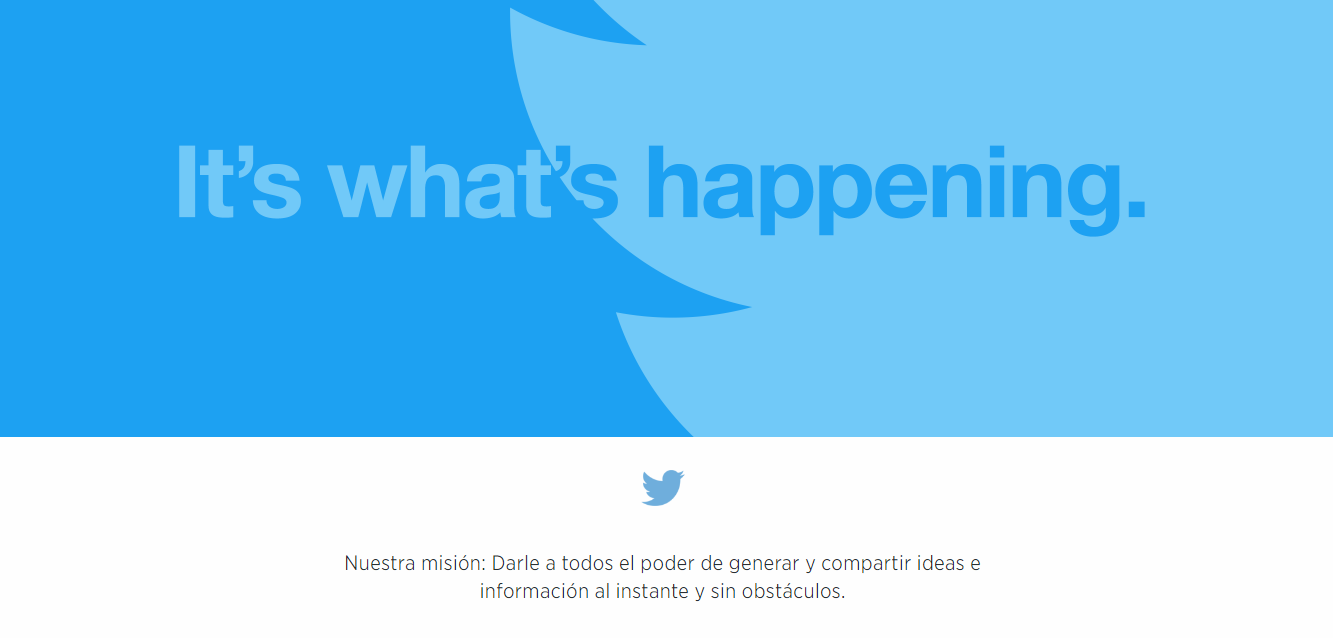 It’s what’s happening.
Nuestra misión: Darle a todos el poder de generar y compartir ideas e
información al instante y sin obstáculos.